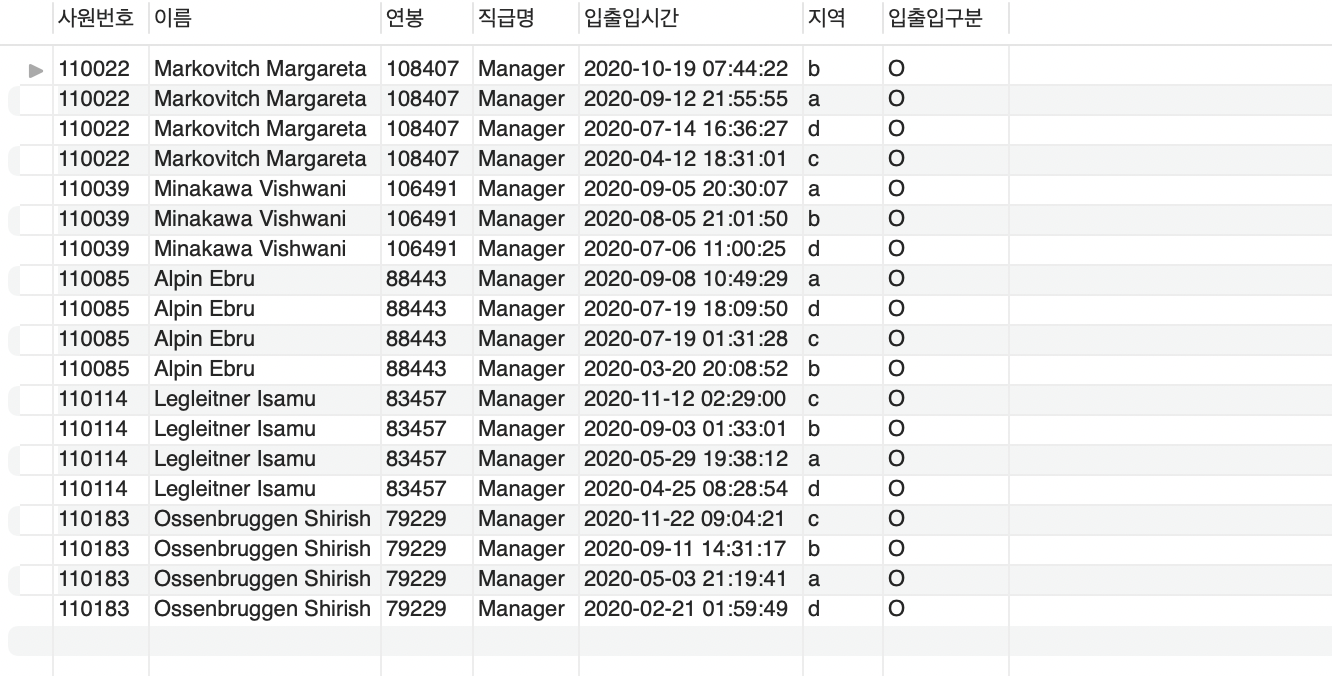 사원번호 이름 연봉 직급명 입출입시간 지역 입출입구분
110022 Markovitch Margareta 108407 Manager 2020-10-19 07:44:22 b O
110022 Markovitch Margareta 108407 Manager 2020-09-12 21:55:55 a O
110022 Markovitch Margareta 108407 Manager 2020-07-14 16:36:27 d O
110022 Markovitch Margareta 108407 Manager 2020-04-12 18:31:01 c O
110039 Minakawa Vishwani 106491 Manager 2020-09-05 20:30:07 a O
110039 Minakawa Vishwani 106491 Manager 2020-08-05 21:01:50 b O
110039 Minakawa Vishwani 106491 Manager 2020-07-06 11:00:25 d O
110085 Alpin Ebru 88443 Manager 2020-09-08 10:49:29 a O
110085 Alpin Ebru 88443 Manager 2020-07-19 18:09:50 d O
110085 Alpin Ebru 88443 Manager 2020-07-19 01:31:28 c O
110085 Alpin Ebru 88443 Manager 2020-03-20 20:08:52 b O
110114 Legleitner Isamu 83457 Manager 2020-11-12 02:29:00 c O
110114 Legleitner Isamu 83457 Manager 2020-09-03 01:33:01 b O
110114 Legleitner Isamu 83457 Manager 2020-05-29 19:38:12 a O
110114 Legleitner Isamu 83457 Manager 2020-04-25 08:28:54 d O
110183 Ossenbruggen Shirish 79229 Manager 2020-11-22 09:04:21 c O
110183 Ossenbruggen Shirish 79229 Manager 2020-09-11 14:31:17 b O
110183 Ossenbruggen Shirish 79229 Manager 2020-05-03 21:19:41 a O
110183 Ossenbruggen Shirish 79229 Manager 2020-02-21 01:59:49 d O